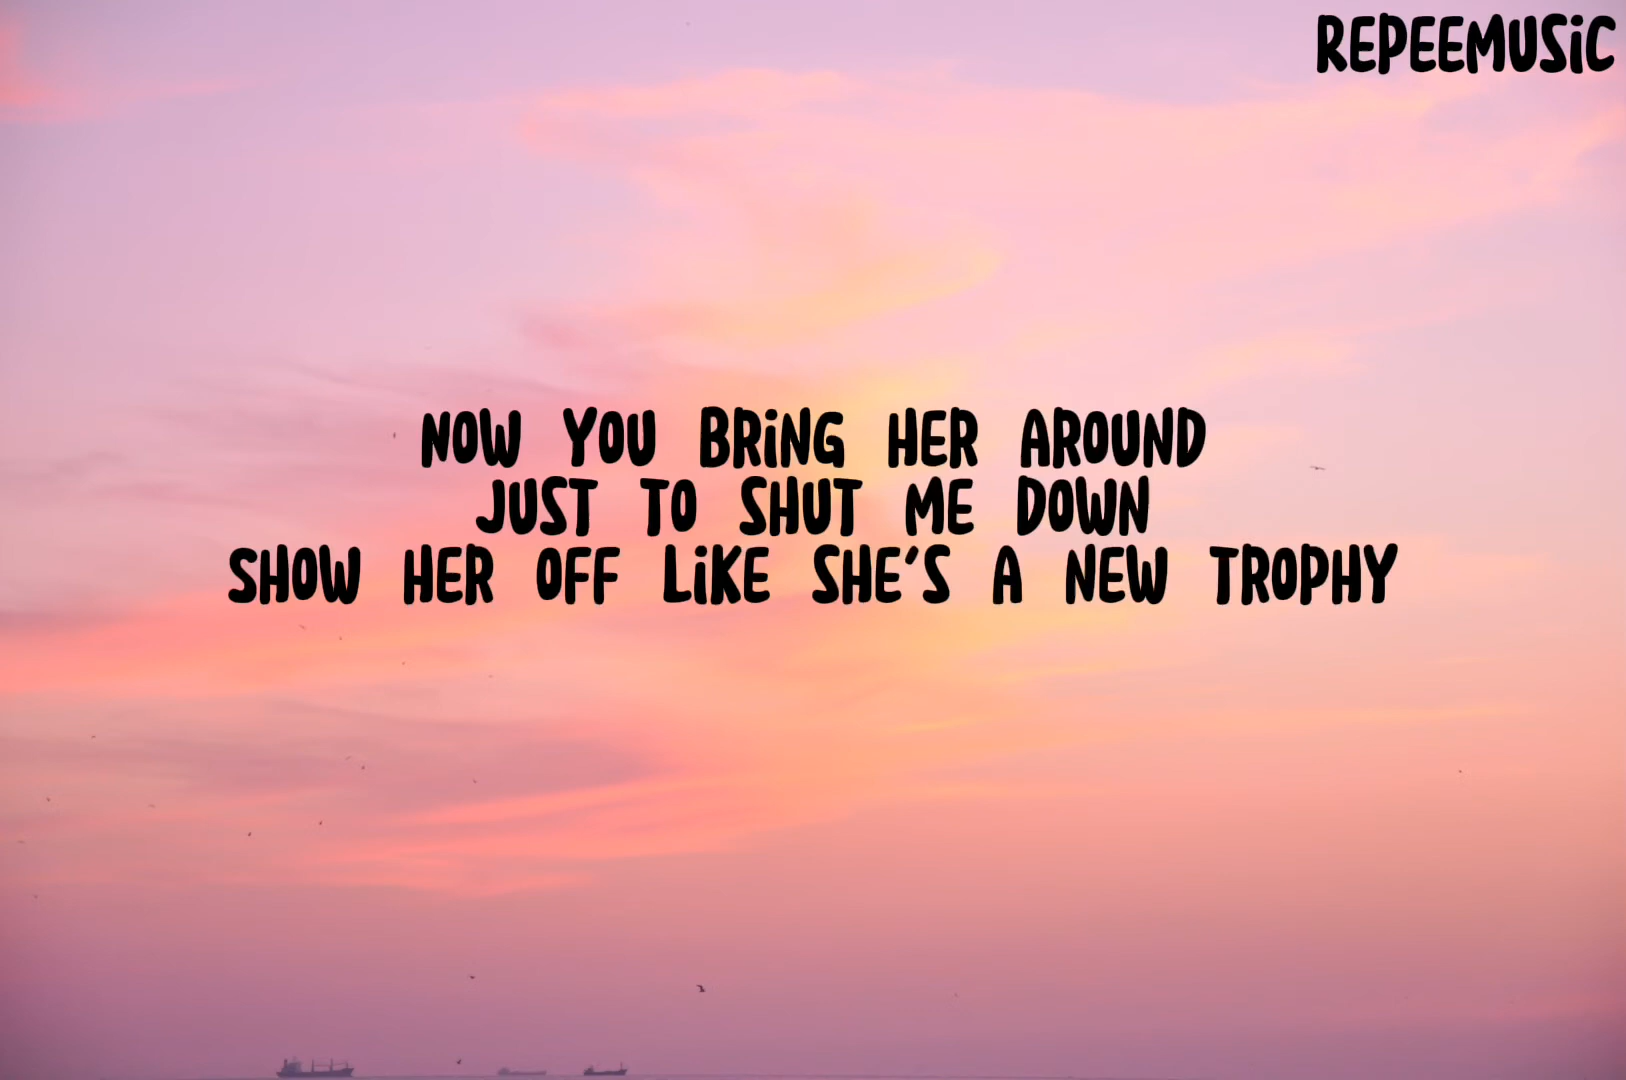 REPEEMUSiC
NOW YOU BRiNG HER AROUND
JUST TO SHUT ME DOWN
SHOW HER OFF LiKE SHE'S A NEW TROPHY